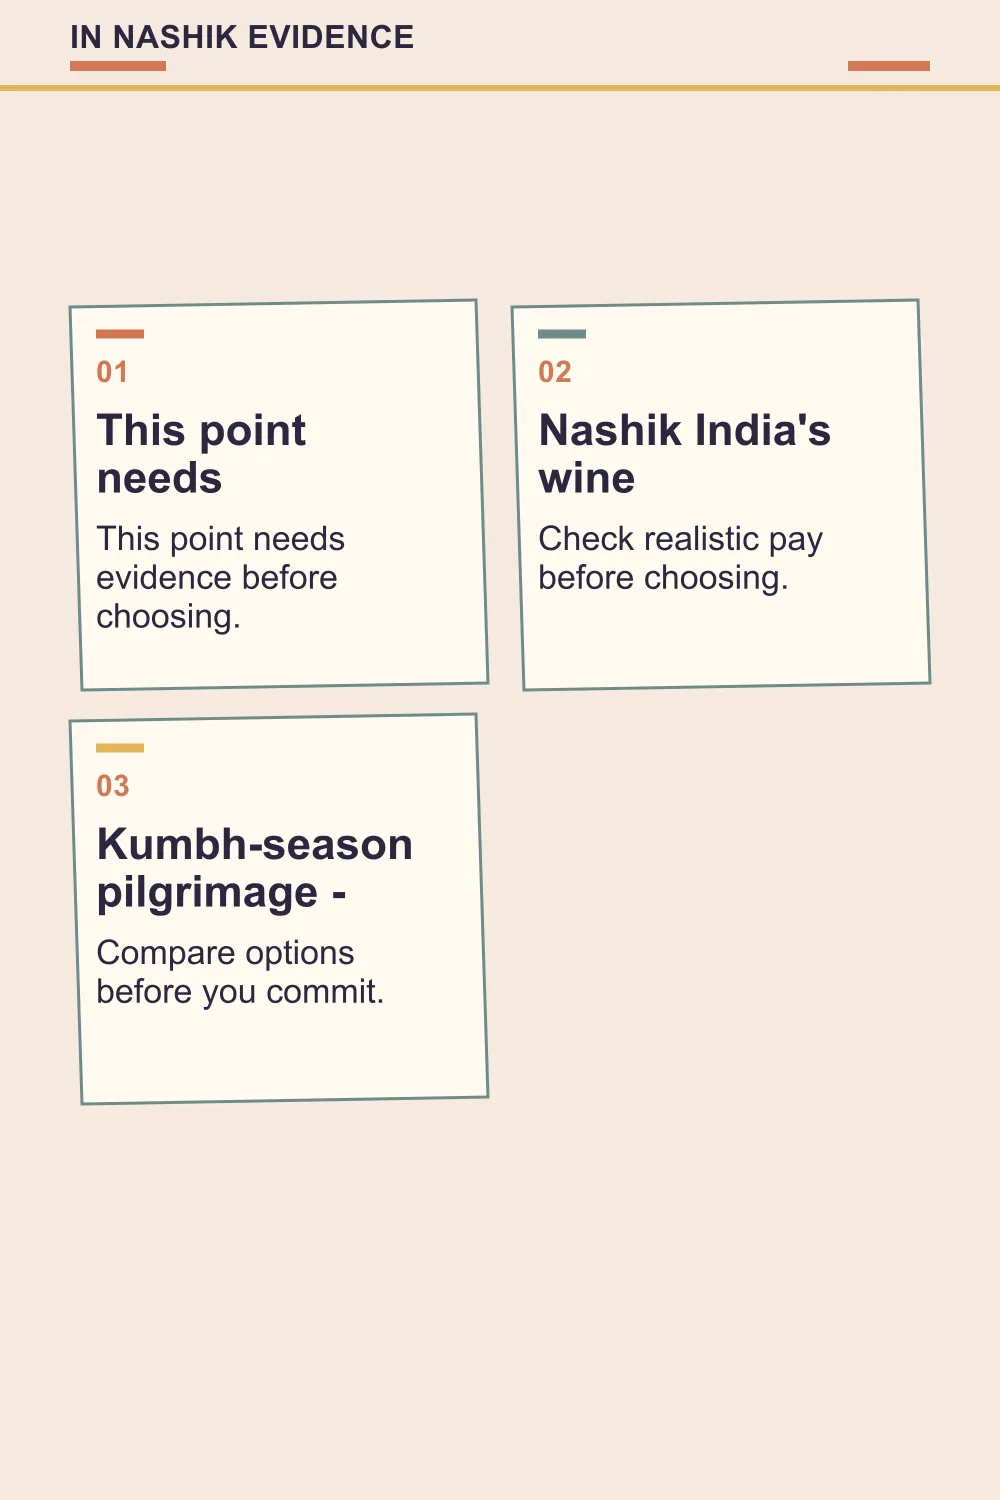 IN NASHIK EVIDENCE
01
This point
needs
This point needs
evidence before
choosing.
02
Nashik India's
wine
Check realistic pay
before choosing.
03
Kumbh-season
pilgrimage -
Compare options
before you commit.